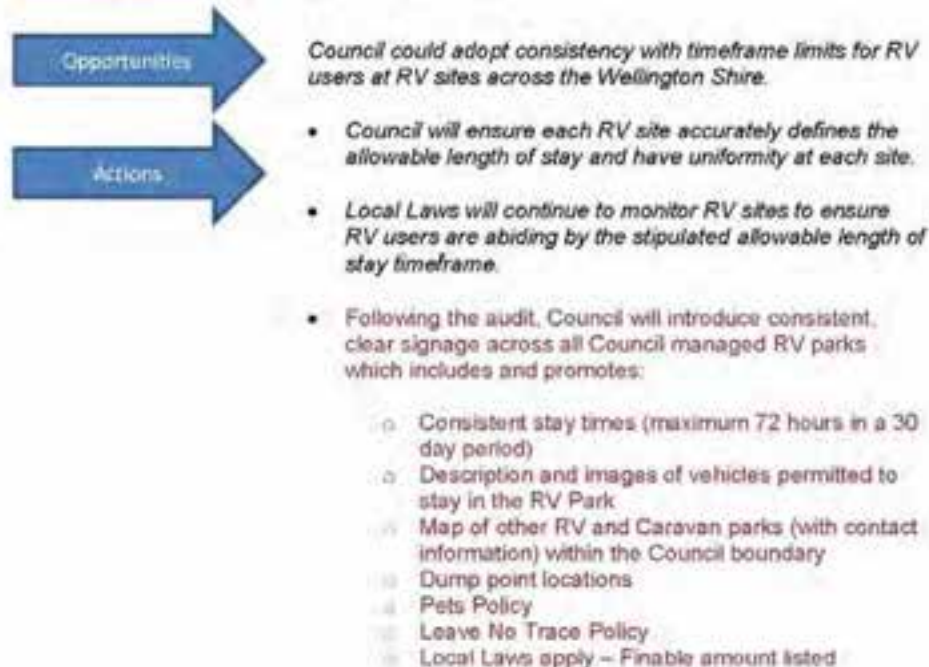 Opportunities
Council could adopt consistency with timeframe limits for RV
users at RV sites across the Wellington Shire.
Actions
• Council will ensure each RV site accurately defines the
allowable length of stay and have uniformity at each site.
• Local Laws will continue to monitor RV sites to ensure
RV users are abiding by the stipulated allowable length of
stay timeframe.
• Following the audit, Council will introduce consistent,
clear signage across all Council managed RV parks
which includes and promotes:
o Consistent stay times (maximum 72 hours in a 30
day period)
o Description and images of vehicles permitted to
stay in the RV Park
o Map of other RV and Caravan parks (with contact
information) within the Council boundary
o Dump point locations
o Pets Policy
o Leave No Trace Policy
o Local Laws apply – Finable amount listed